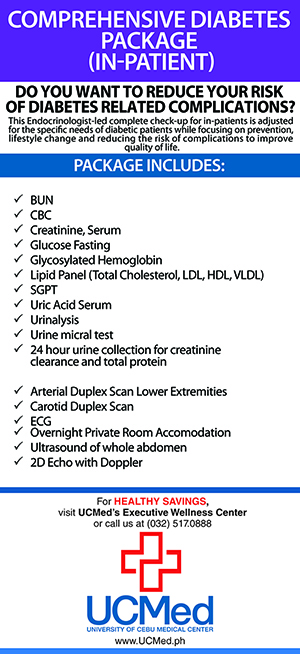 COMPREHENSIVE DIABETES
PACKAGE
(IN-PATIENT)
DO YOU WANT TO REDUCE YOUR RISK
OF DIABETES RELATED COMPLICATIONS?
This Endocrinologist-led complete check-up for in-patients is adjusted
for the specific needs of diabetic patients while focusing on prevention,
lifestyle change and reducing the risk of complications to improve
quality of life.
PACKAGE INCLUDES:
✓ BUN
✓ CBC
✓ Creatinine, Serum
✓ Glucose Fasting
✓ Glycosylated Hemoglobin
✓ Lipid Panel (Total Cholesterol, LDL, HDL, VLDL)
✓ SGPT
✓ Uric Acid Serum
✓ Urinalysis
✓ Urine micral test
✓ 24 hour urine collection for creatinine
clearance and total protein
✓ Arterial Duplex Scan Lower Extremities
✓ Carotid Duplex Scan
✓ ECG
✓ Overnight Private Room Accomodation
✓ Ultrasound of whole abdomen
✓ 2D Echo with Doppler
For HEALTHY SAVINGS,
visit UCMed's Executive Wellness Center
or call us at (032) 517.0888
UCMed
UNIVERSITY OF CEBU MEDICAL CENTER
www.UCMed.ph